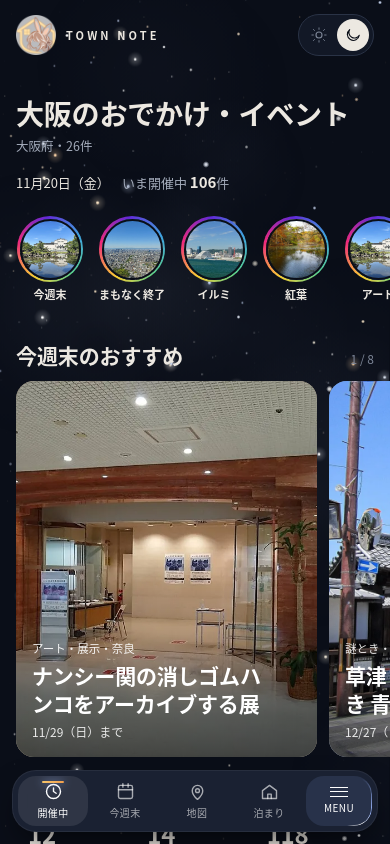 TOWN NOTE
大阪のおでかけ・イベント
大阪府・26件
11月20日（金） いま開催中 106件
今週末
まもなく終了
イルミ
紅葉
アート
今週末のおすすめ
1 / 8
アート・展示・奈良
ナンシー関の消しゴムハ
ンコをアーカイブする展
11/29（日）まで
謎とき・
草津
き 青
12/27（
開催中
今週末
地図
泊まり
MENU
12
14
118